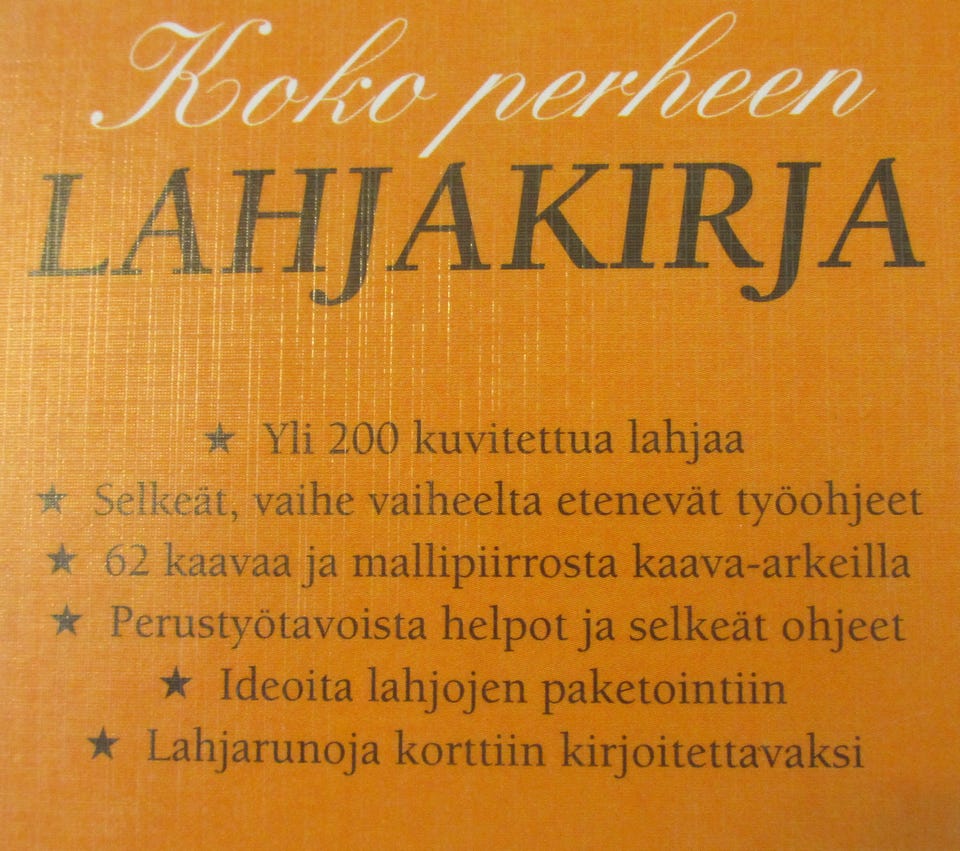 Koko perheen
LAHJAKIRJA
★ Yli 200 kuvitettua lahjaa
★ Selkeät, vaihe vaiheelta etenevät työohjeet
★ 62 kaavaa ja mallipiirrosta kaava-arkeilla
★ Perustyötavoista helpot ja selkeät ohjeet
★ Ideoita lahjojen paketointiin
★ Lahjarunoja korttiin kirjoitettavaksi